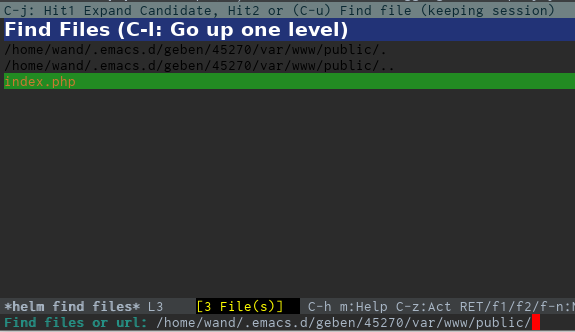 C-j: Hit1 Expand Candidate, Hit2 or (C-u) Find file (keeping session)
Find Files (C-l: Go up one level)
/home/wand/.emacs.d/geben/45270/var/www/public/.
/home/wand/.emacs.d/geben/45270/var/www/public/..
index.php
*helm find files* L3 [3 File(s)] C-h m:Help C-z:Act RET/f1/f2/f-n:N
Find files or url: /home/wand/.emacs.d/geben/45270/var/www/public/